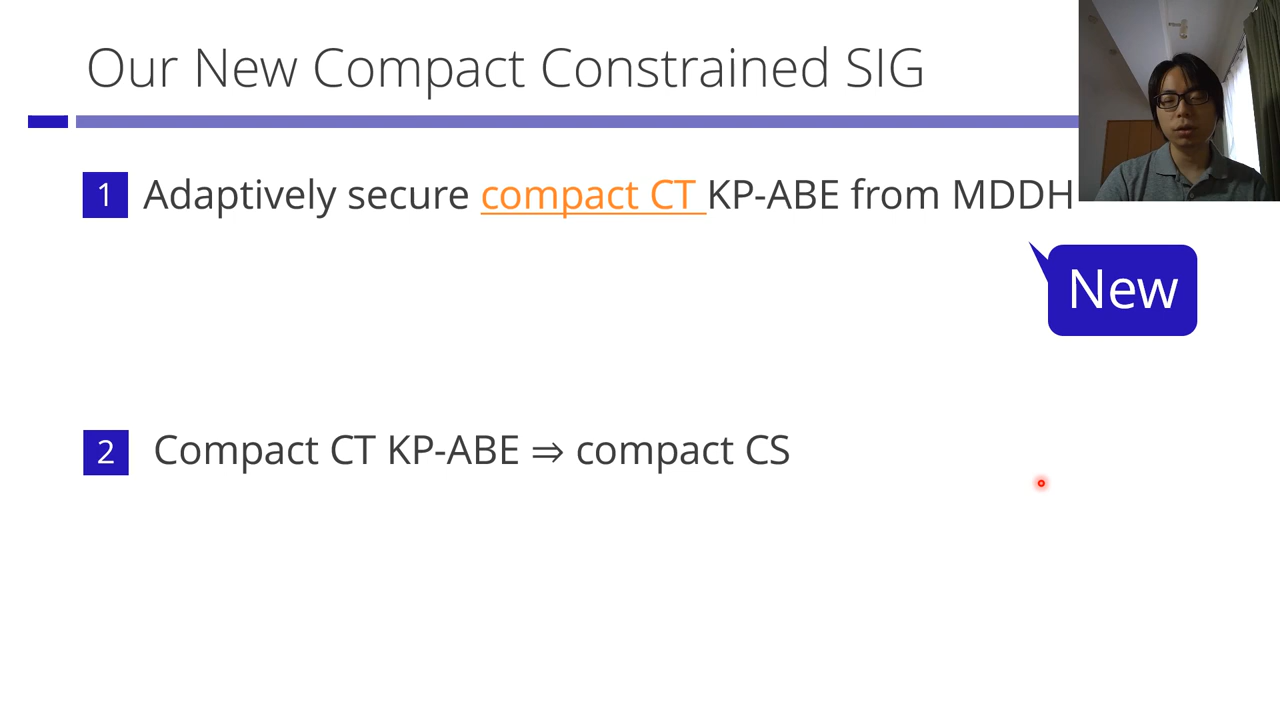 Our New Compact Constrained SIG
1 Adaptively secure compact CT KP-ABE from MDDH
New
2 Compact CT KP-ABE ⇒ compact CS